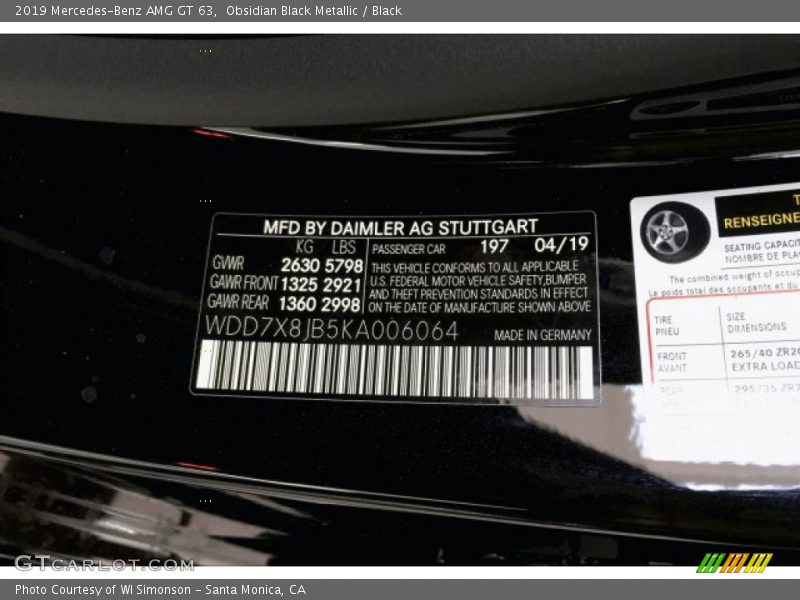 2019 Mercedes-Benz AMG GT 63,  Obsidian Black Metallic / Black
MFD BY DAIMLER AG STUTTGART
KG LBS
PASSENGER CAR 197 04/19
GVWR 2630 5798
GAWR FRONT 1325 2921
GAWR REAR 1360 2998
THIS VEHICLE CONFORMS TO ALL APPLICABLE
U.S. FEDERAL MOTOR VEHICLE SAFETY,BUMPER
AND THEFT PREVENTION STANDARDS IN EFFECT
ON THE DATE OF MANUFACTURE SHOWN ABOVE
WDD7X8JB5KA006064 MADE IN GERMANY
RENSEIGNE
SEATING CAPACIT
NOMBRE DE PLA
The combined weight of occup
Le poids total des occupants et du
TIRE SIZE
PNEU DIMENSIONS
FRONT 265/40 ZR20
AVANT EXTRA LOAD
295/35 ZR
GTCARLOT.COM
Photo Courtesy of WI Simonson - Santa Monica, CA